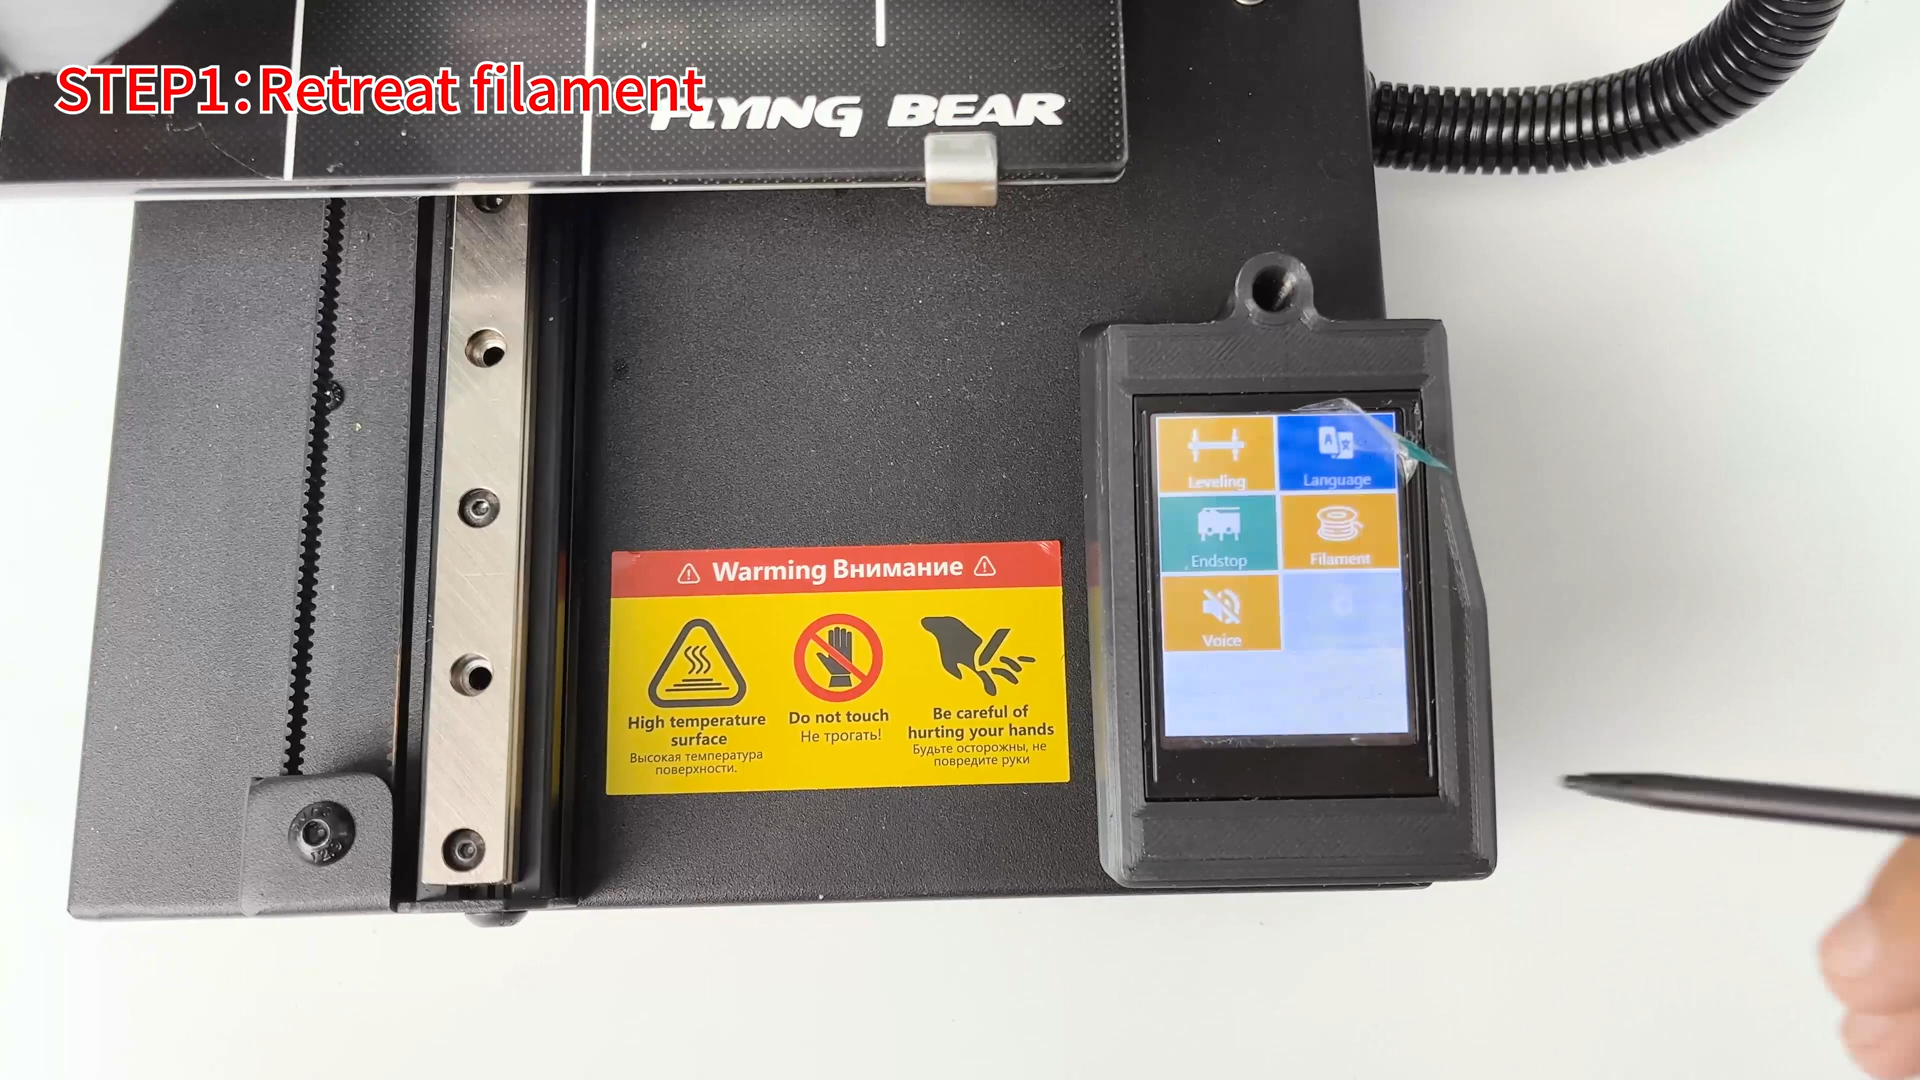 STEP1:Retreat filament
FLYING BEAR
Leveling
Language
Endstop
Filament
Voice
Warming Внимание
High temperature
surface
Высокая температура
поверхности.
Do not touch
Не трогать!
Be careful of
hurting your hands
Будьте осторожны, не
повредите руки